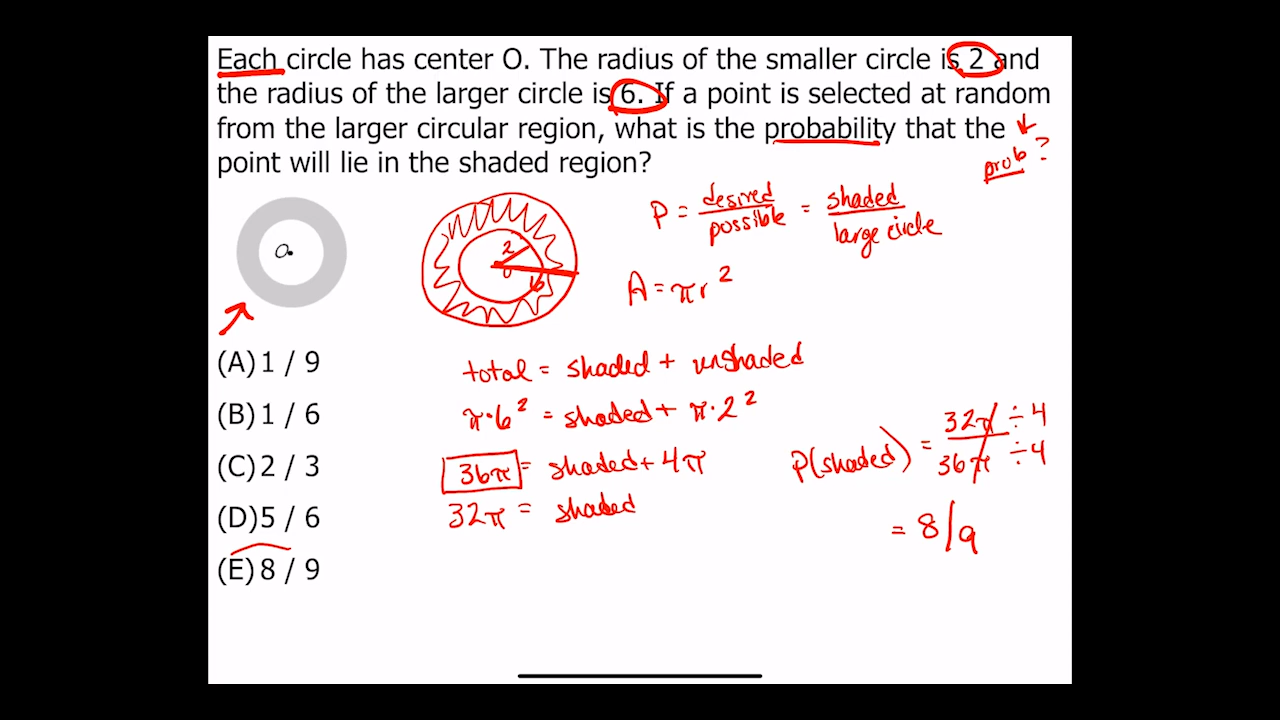 Each circle has center O. The radius of the smaller circle is 2 and
the radius of the larger circle is 6. If a point is selected at random
from the larger circular region, what is the probability that the
point will lie in the shaded region?
prob ?
O
2
O
6
P = desired / possible = shaded / large circle
A = πr²
(A) 1 / 9
(B) 1 / 6
(C) 2 / 3
(D) 5 / 6
(E) 8 / 9
total = shaded + unshaded
π·6² = shaded + π·2²
36π = shaded + 4π
32π = shaded
P(shaded) = 32π ÷ 4 / 36π ÷ 4
= 8/9